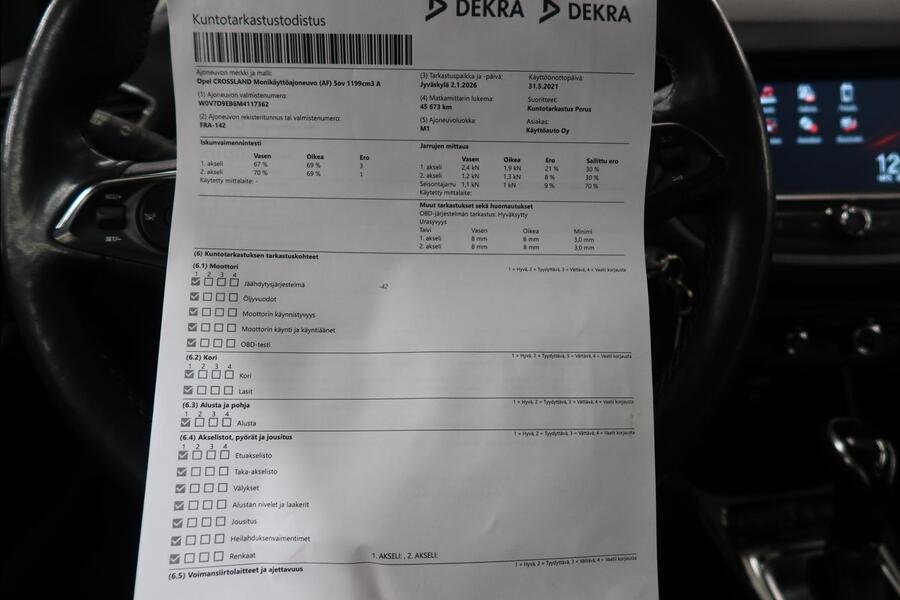 Kuntotarkastustodistus
DEKRA DEKRA
Ajoneuvon merkki ja malli:
Opel CROSSLAND Monikäyttöajoneuvo (AF) 5ov 1199cm3 A
(1) Ajoneuvon valmistenumero:
W0V7D9EB6M4117362
(2) Ajoneuvon rekisteritunnus tai valmistenumero:
FRA-142
(3) Tarkastuspaikka ja -päivä:
Jyväskylä 2.1.2026
(4) Matkamittarin lukema:
45 673 km
(5) Ajoneuvoluokka:
M1
Käyttöönottopäivä:
31.5.2021
Suoritteet:
Kuntotarkastus Perus
Asiakas:
Käyttöauto Oy
Iskunvaimennintesti
Vasen Oikea Ero
1. akseli 67 % 69 % 3
2. akseli 70 % 69 % 1
Käytetty mittalaite: -
Jarrujen mittaus
Vasen Oikea Ero Sallittu ero
1. akseli 2,4 kN 1,9 kN 21 % 30 %
2. akseli 1,2 kN 1,3 kN 8 % 30 %
Seisontajarru 1,1 kN 1 kN 9 % 70 %
Käytetty mittalaite:
Muut tarkastukset sekä huomautukset
OBD-järjestelmän tarkastus: Hyväksytty
Urasyvyys
Talvi Vasen Oikea Minimi
1. akseli 8 mm 8 mm 3,0 mm
2. akseli 8 mm 8 mm 3,0 mm
(6) Kuntotarkastuksen tarkastuskohteet
(6.1) Moottori 1 = Hyvä, 2 = Tyydyttävä, 3 = Välttävä, 4 = Vaatii korjausta
1 2 3 4
Jäähdytysjärjestelmä -42
Öljyvuodot
Moottorin käynnistyvyys
Moottorin käynti ja käyntiäänet
OBD-testi
(6.2) Kori 1 = Hyvä, 2 = Tyydyttävä, 3 = Välttävä, 4 = Vaatii korjausta
1 2 3 4
Kori
Lasit
(6.3) Alusta ja pohja 1 = Hyvä, 2 = Tyydyttävä, 3 = Välttävä, 4 = Vaatii korjausta
1 2 3 4
Alusta
(6.4) Akselistot, pyörät ja jousitus 1 = Hyvä, 2 = Tyydyttävä, 3 = Välttävä, 4 = Vaatii korjausta
1 2 3 4
Etuakselisto
Taka-akselisto
Välykset
Alustan nivelet ja laakerit
Jousitus
Heilahduksenvaimentimet
Renkaat 1. AKSELI: , 2. AKSELI:
(6.5) Voimansiirtolaitteet ja ajettavuus 1 = Hyvä, 2 = Tyydyttävä, 3 = Välttävä, 4 = Vaatii korjausta